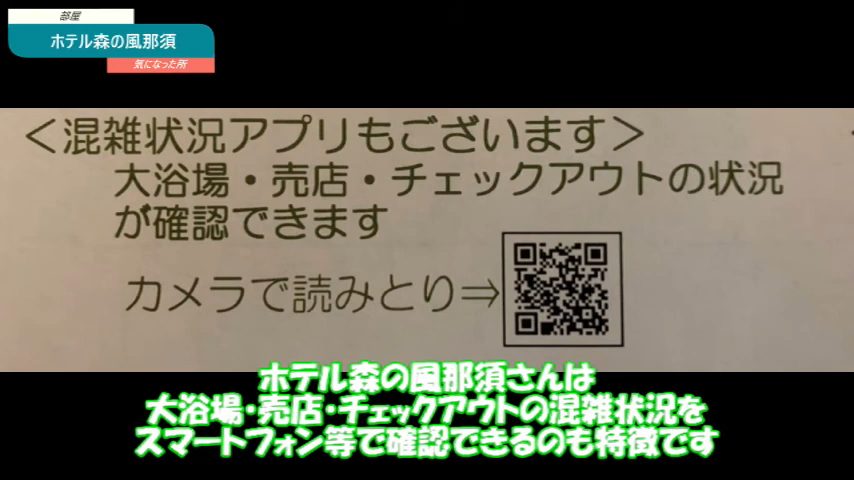 部屋
ホテル森の風那須
気になった所
＜混雑状況アプリもございます＞
大浴場・売店・チェックアウトの状況
が確認できます
カメラで読みとり⇒
ホテル森の風那須さんは
大浴場・売店・チェックアウトの混雑状況を
スマートフォン等で確認できるのも特徴です